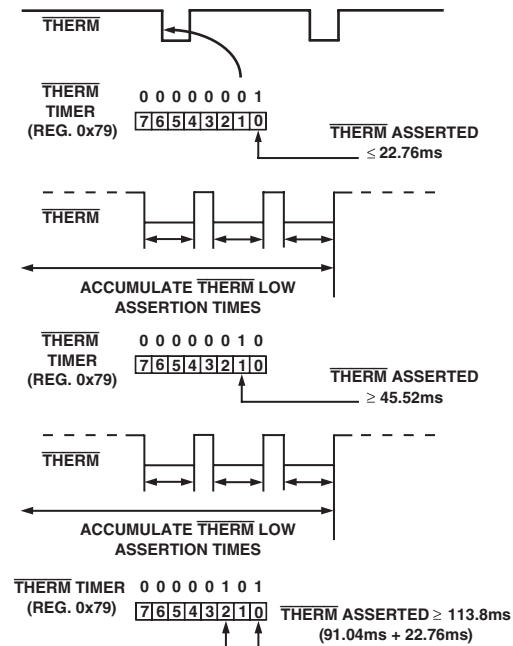 THERM
THERM
TIMER
(REG. 0x79)
0 0 0 0 0 0 0 1
7 6 5 4 3 2 1 0
THERM ASSERTED
≤ 22.76ms
THERM
ACCUMULATE THERM LOW
ASSERTION TIMES
THERM
TIMER
(REG. 0x79)
0 0 0 0 0 0 1 0
7 6 5 4 3 2 1 0
THERM ASSERTED
≥ 45.52ms
THERM
ACCUMULATE THERM LOW
ASSERTION TIMES
THERM TIMER
(REG. 0x79)
0 0 0 0 0 1 0 1
7 6 5 4 3 2 1 0
THERM ASSERTED ≥ 113.8ms
(91.04ms + 22.76ms)